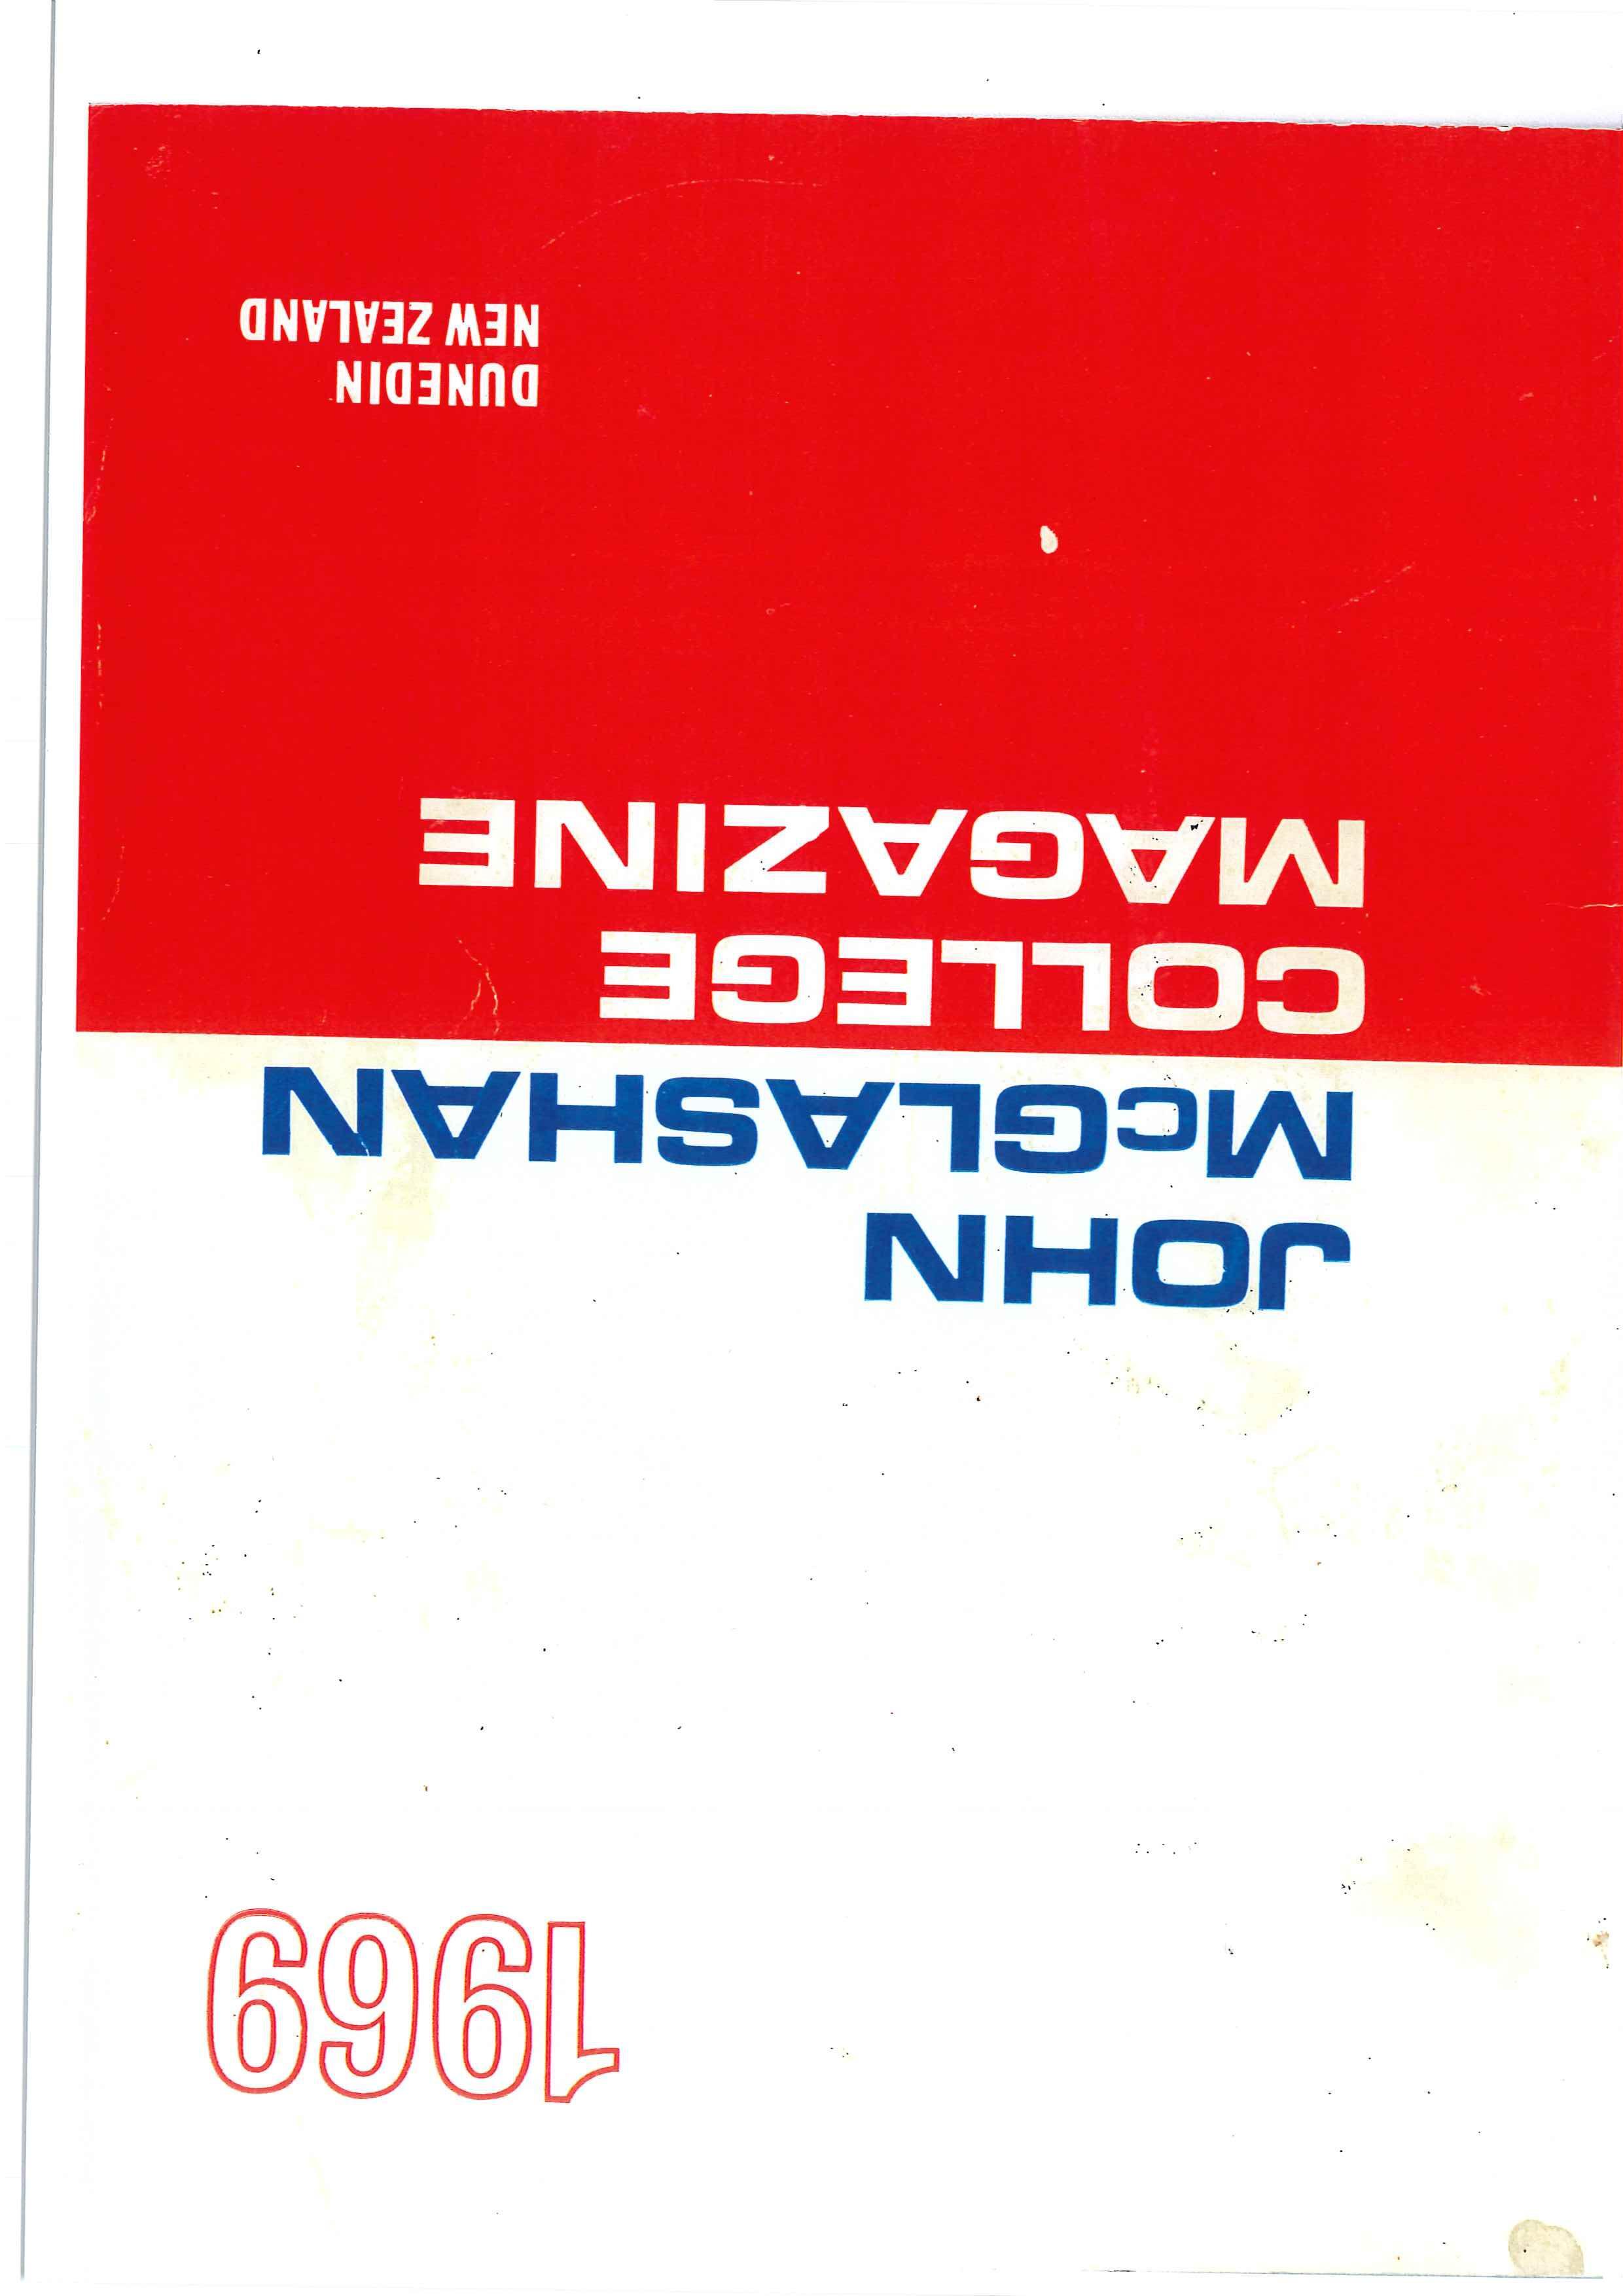 1969
JOHN
McGLASHAN
COLLEGE
MAGAZINE
DUNEDIN
NEW ZEALAND